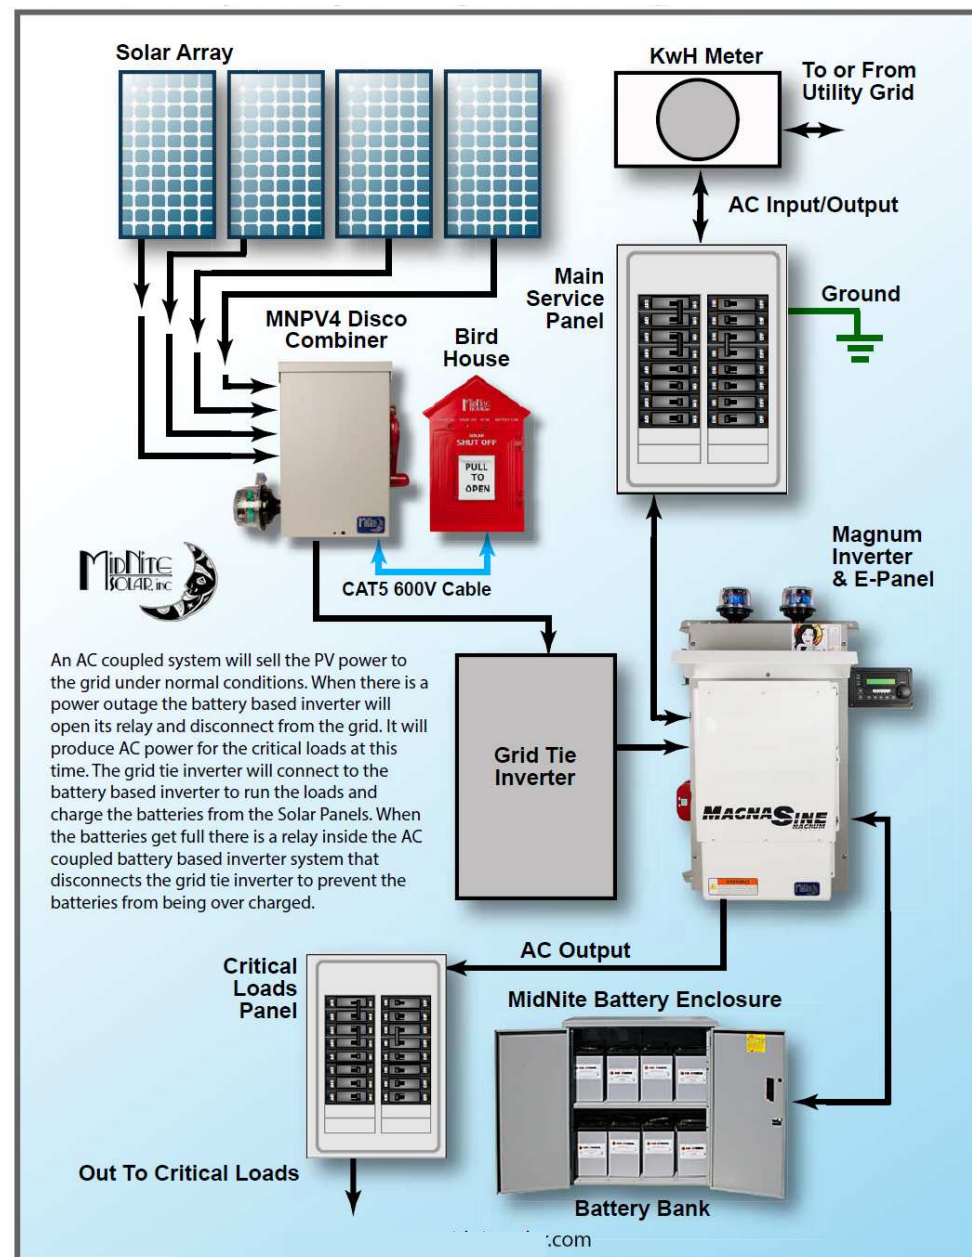 Solar Array
KwH Meter
To or From
Utility Grid
AC Input/Output
Main
Service
Panel
Ground
MNPV4 Disco
Combiner
Bird
House
MIDNITE
SOLAR
SHUT OFF
PULL
TO
OPEN
CAT5 600V Cable
MIDNITE
SOLAR, INC
Magnum
Inverter
& E-Panel
An AC coupled system will sell the PV power to
the grid under normal conditions. When there is a
power outage the battery based inverter will
open its relay and disconnect from the grid. It will
produce AC power for the critical loads at this
time. The grid tie inverter will connect to the
battery based inverter to run the loads and
charge the batteries from the Solar Panels. When
the batteries get full there is a relay inside the AC
coupled battery based inverter system that
disconnects the grid tie inverter to prevent the
batteries from being over charged.
Grid Tie
Inverter
MAGNASINE
MAGNUM
WARNING
AC Output
Critical
Loads
Panel
MidNite Battery Enclosure
Out To Critical Loads
Battery Bank
.com